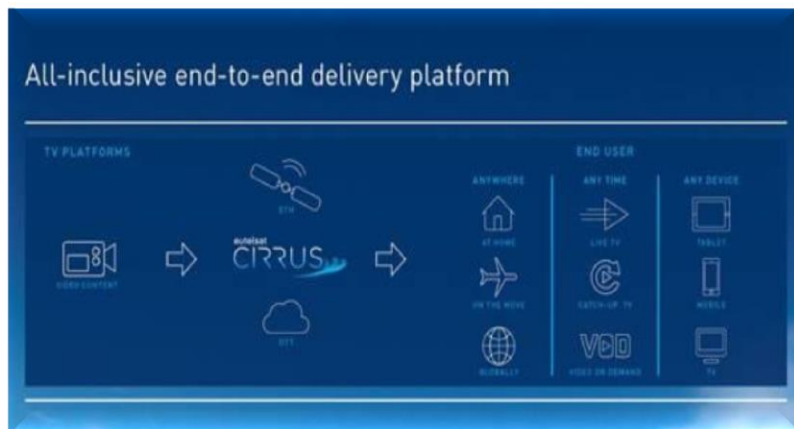 All-inclusive end-to-end delivery platform
TV PLATFORMS
END USER
ANYWHERE
ANY TIME
ANY DEVICE
DTH
AT HOME
LIVE TV
TABLET
eutelsat
CIRRUS
VIDEO CONTENT
ON THE MOVE
CATCH-UP TV
MOBILE
OTT
VOD
GLOBALLY
VIDEO ON DEMAND
TV